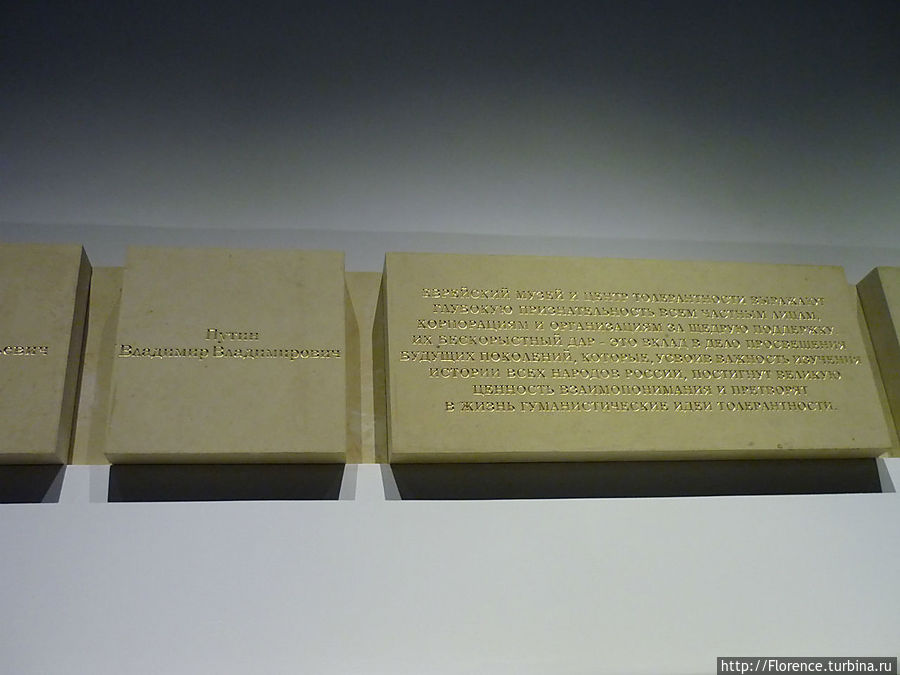 ьевич
Путин
Владимир Владимирович
ЕВРЕЙСКИЙ МУЗЕЙ И ЦЕНТР ТОЛЕРАНТНОСТИ ВЫРАЖАЮТ
ГЛУБОКУЮ ПРИЗНАТЕЛЬНОСТЬ ВСЕМ ЧАСТНЫМ ЛИЦАМ,
КОРПОРАЦИЯМ И ОРГАНИЗАЦИЯМ ЗА ЩЕДРУЮ ПОДДЕРЖКУ.
ИХ БЕСКОРЫСТНЫЙ ДАР - ЭТО ВКЛАД В ДЕЛО ПРОСВЕЩЕНИЯ
БУДУЩИХ ПОКОЛЕНИЙ, КОТОРЫЕ, УСВОИВ ВАЖНОСТЬ ИЗУЧЕНИЯ
ИСТОРИИ ВСЕХ НАРОДОВ РОССИИ, ПОСТИГНУТ ВЕЛИКУЮ
ЦЕННОСТЬ ВЗАИМОПОНИМАНИЯ И ПРЕТВОРЯТ
В ЖИЗНЬ ГУМАНИСТИЧЕСКИЕ ИДЕИ ТОЛЕРАНТНОСТИ.
http://Florence.turbina.ru/